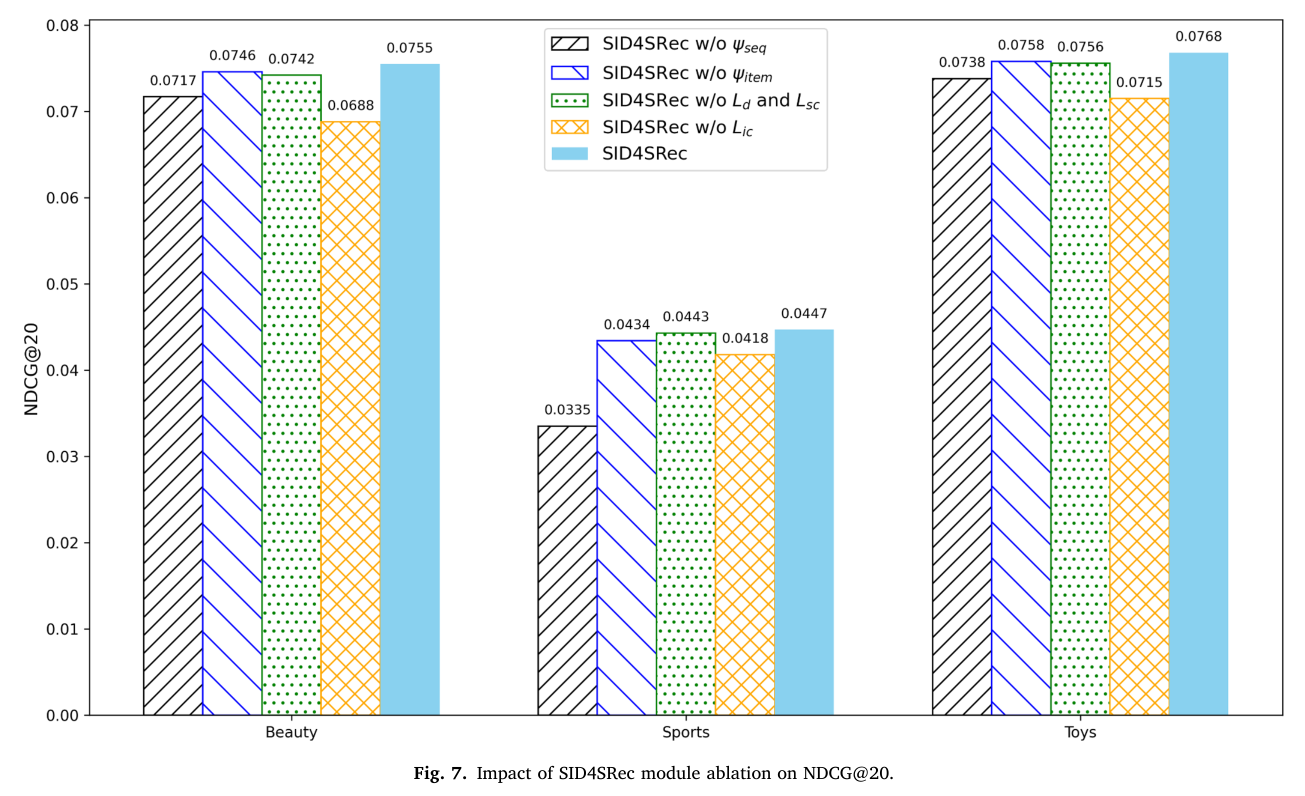 0.08
0.07
0.06
0.05
0.04
0.03
0.02
0.01
0.00
NDCG@20
0.0717
0.0746
0.0742
0.0688
0.0755
0.0335
0.0434
0.0443
0.0418
0.0447
0.0738
0.0758
0.0756
0.0715
0.0768
SID4SRec w/o ψseq
SID4SRec w/o ψitem
SID4SRec w/o Ld and Lsc
SID4SRec w/o Lic
SID4SRec
Beauty
Sports
Toys
Fig. 7. Impact of SID4SRec module ablation on NDCG@20.